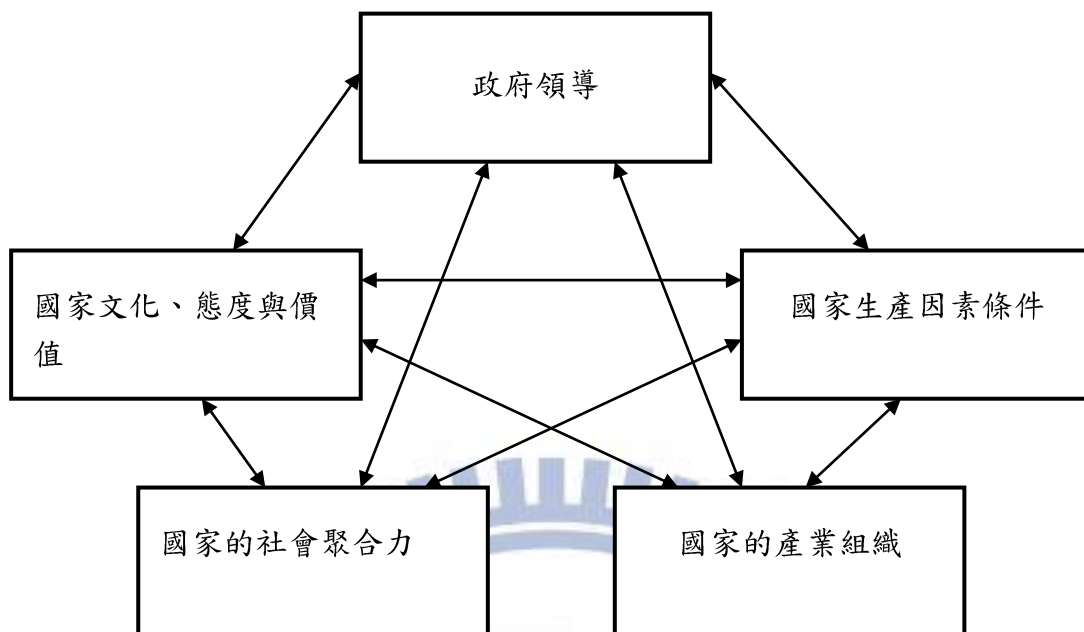 政府領導
國家文化、態度與價
值
國家生產因素條件
國家的社會聚合力
國家的產業組織